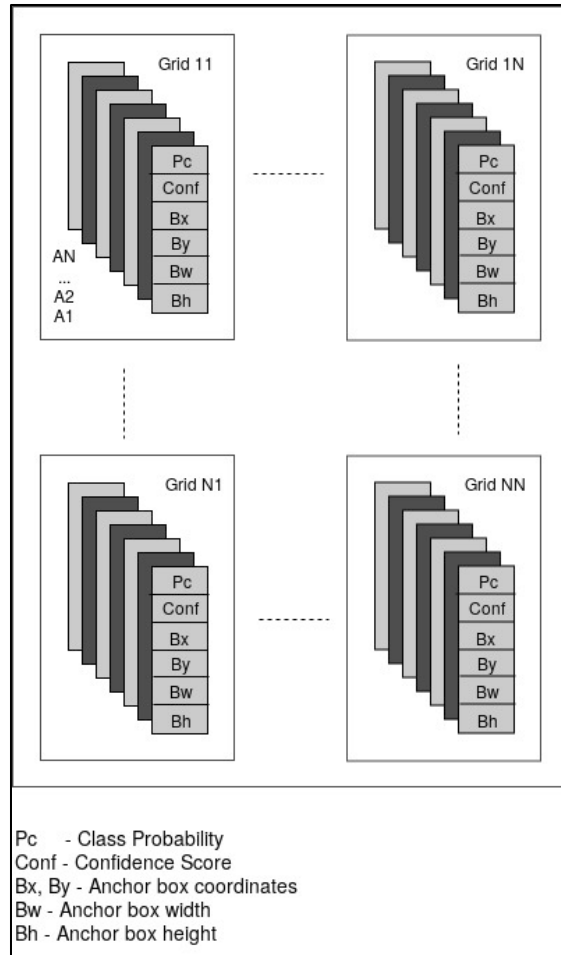 Grid 11
Grid 1N
Pc
Conf
Bx
By
Bw
Bh
AN
...
A2
A1
Pc
Conf
Bx
By
Bw
Bh
Grid N1
Grid NN
Pc
Conf
Bx
By
Bw
Bh
Pc
Conf
Bx
By
Bw
Bh
Pc - Class Probability
Conf - Confidence Score
Bx, By - Anchor box coordinates
Bw - Anchor box width
Bh - Anchor box height